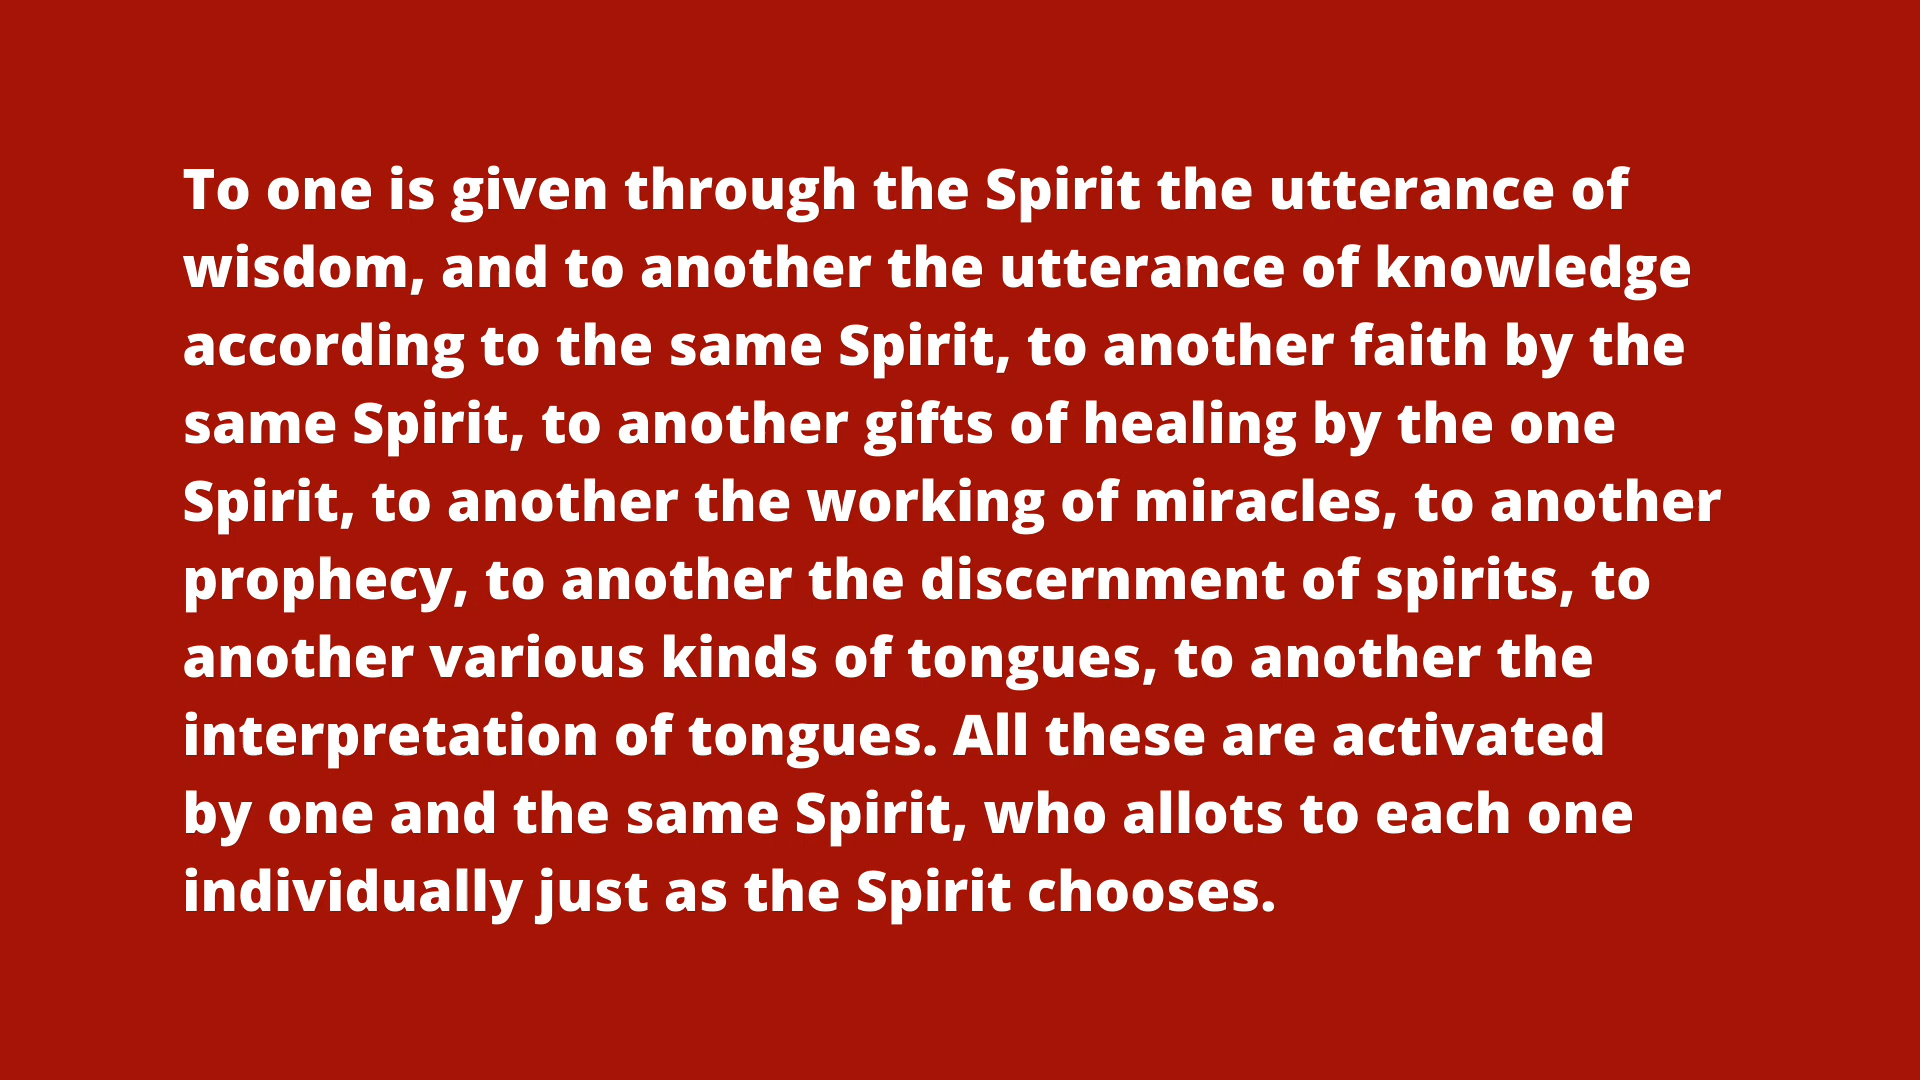 To one is given through the Spirit the utterance of
wisdom, and to another the utterance of knowledge
according to the same Spirit, to another faith by the
same Spirit, to another gifts of healing by the one
Spirit, to another the working of miracles, to another
prophecy, to another the discernment of spirits, to
another various kinds of tongues, to another the
interpretation of tongues. All these are activated
by one and the same Spirit, who allots to each one
individually just as the Spirit chooses.